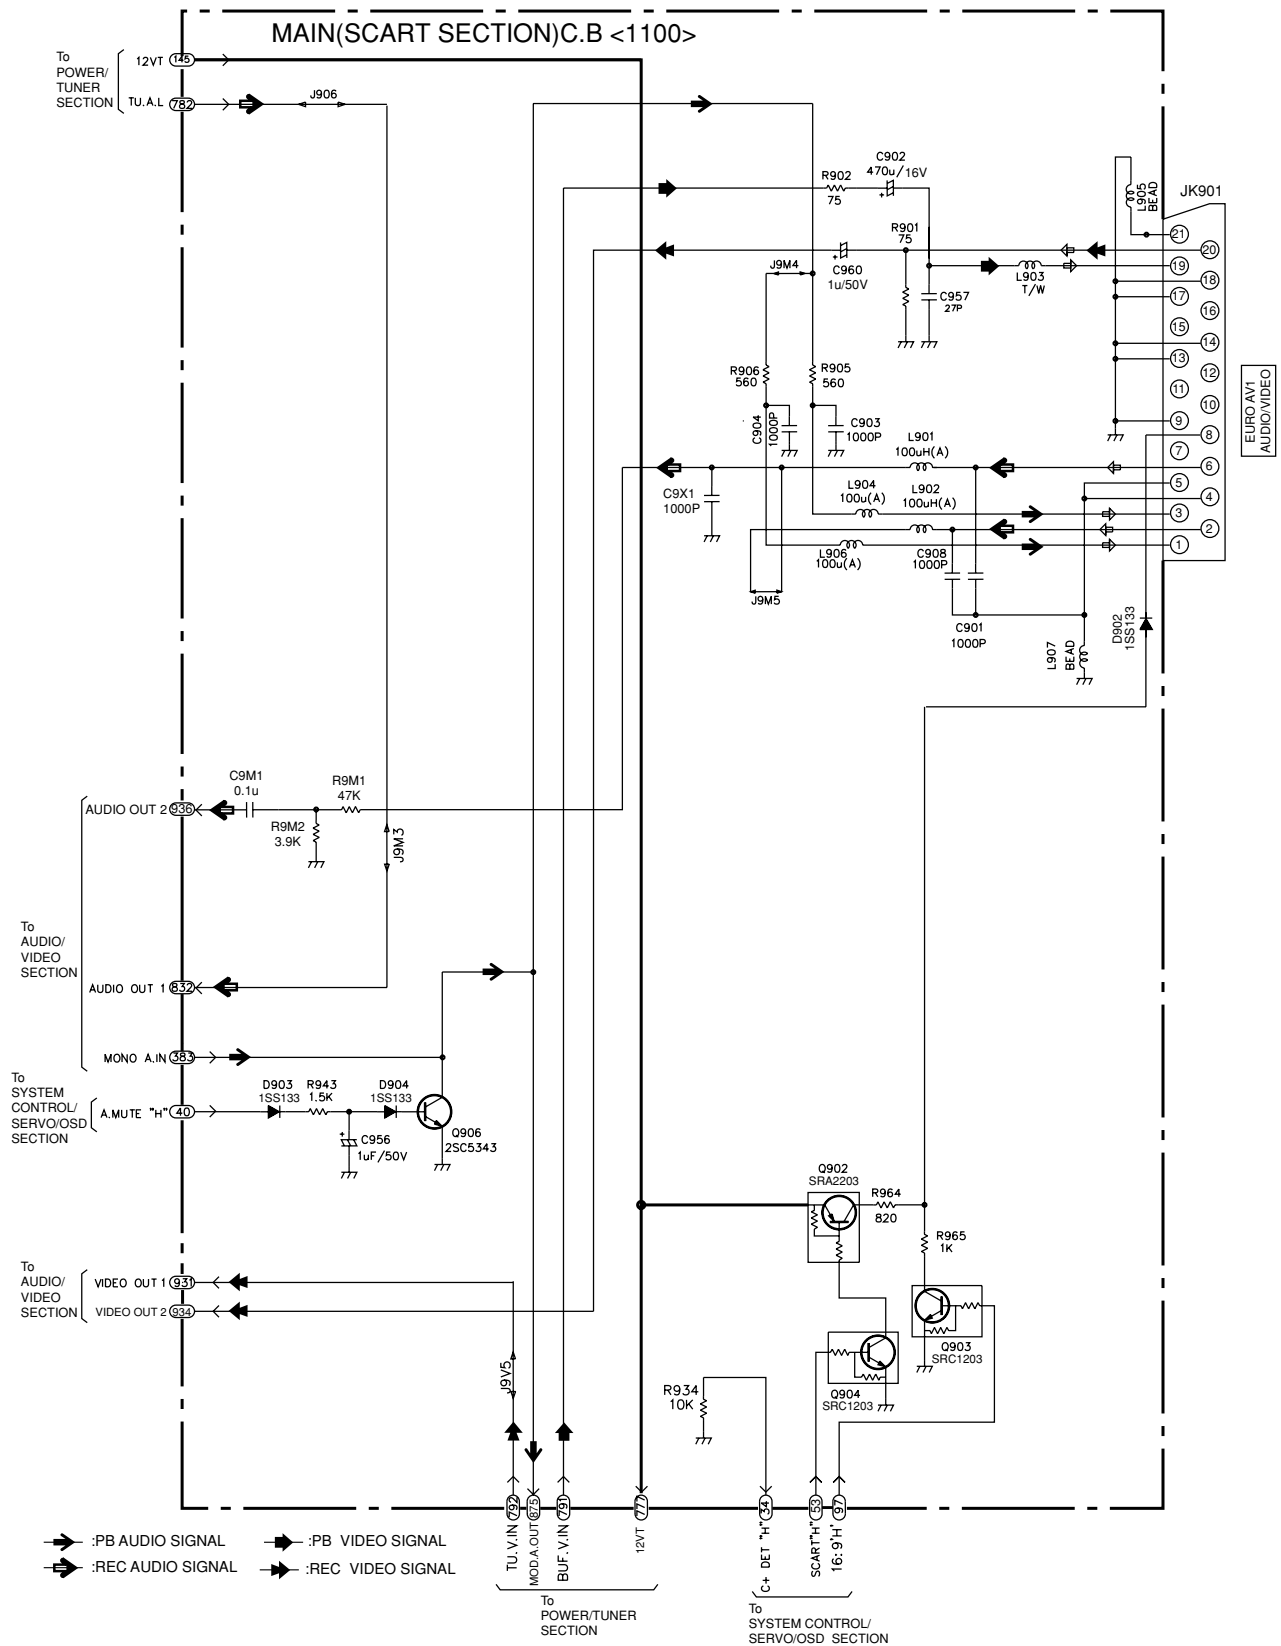 MAIN(SCART SECTION)C.B <1100>
To
POWER/
TUNER
SECTION
12VT
145
TU.A.L
782
J906
C902
470u/16V
R902
75
R901
75
C960
1u/50V
J9M4
L903
T/W
C957
27P
L905
BEAD
JK901
21
20
19
18
17
16
15
14
13
12
11
10
9
8
7
6
5
4
3
2
1
EURO AV1
AUDIO/VIDEO
R906
560
R905
560
C904
1000P
C903
1000P
L901
100uH(A)
C9X1
1000P
L904
100u(A)
L902
100uH(A)
L906
100u(A)
C908
1000P
J9M5
C901
1000P
L907
BEAD
D902
1SS133
C9M1
0.1u
R9M1
47K
AUDIO OUT 2
936
R9M2
3.9K
J9M3
To
AUDIO/
VIDEO
SECTION
AUDIO OUT 1
832
MONO A.IN
383
To
SYSTEM
CONTROL/
SERVO/OSD
SECTION
A.MUTE "H"
40
D903
1SS133
R943
1.5K
D904
1SS133
C956
1uF/50V
Q906
2SC5343
Q902
SRA2203
R964
820
R965
1K
To
AUDIO/
VIDEO
SECTION
VIDEO OUT 1
931
VIDEO OUT 2
934
Q903
SRC1203
J9V5
R934
10K
Q904
SRC1203
792
875
791
777
34
53
97
TU.V.IN
MOD.A.OUT
BUF.V.IN
12VT
C+ DET "H"
SCART"H"
16:9'H'
:PB AUDIO SIGNAL
:PB VIDEO SIGNAL
:REC AUDIO SIGNAL
:REC VIDEO SIGNAL
To
POWER/TUNER
SECTION
To
SYSTEM CONTROL/
SERVO/OSD SECTION